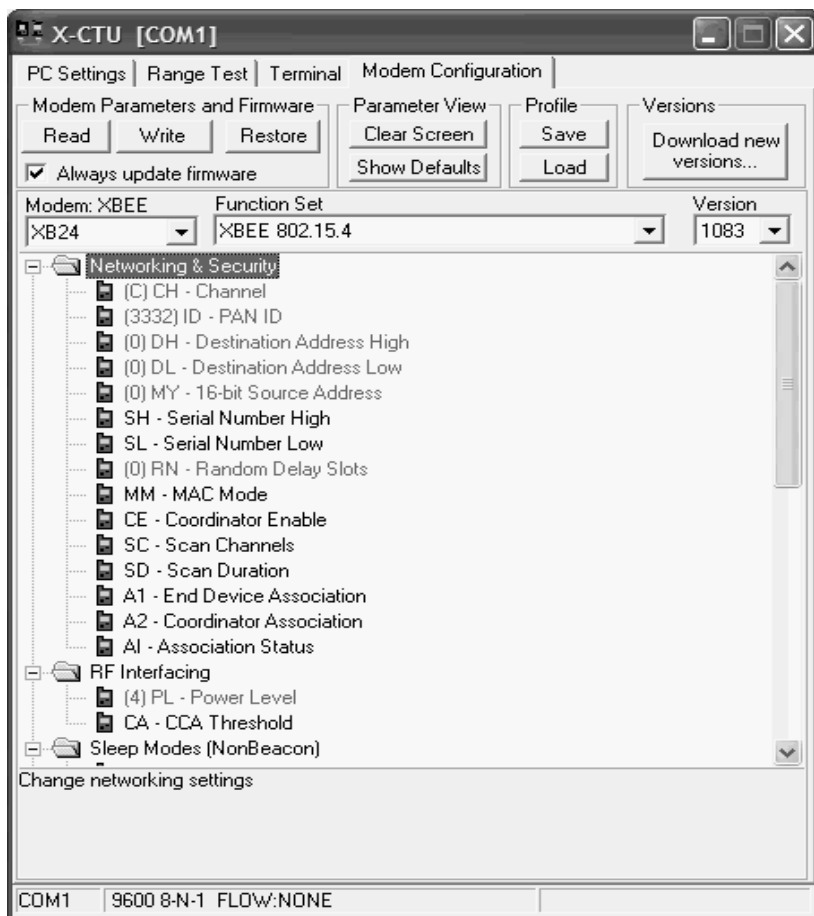 X-CTU [COM1]
PC Settings Range Test Terminal Modem Configuration
Modem Parameters and Firmware Parameter View Profile Versions
Read Write Restore Clear Screen Save Download new versions...
Always update firmware Show Defaults Load
Modem: XBEE Function Set Version
XB24 XBEE 802.15.4 1083
Networking & Security
(C) CH - Channel
(3332) ID - PAN ID
(0) DH - Destination Address High
(0) DL - Destination Address Low
(0) MY - 16-bit Source Address
SH - Serial Number High
SL - Serial Number Low
(0) RN - Random Delay Slots
MM - MAC Mode
CE - Coordinator Enable
SC - Scan Channels
SD - Scan Duration
A1 - End Device Association
A2 - Coordinator Association
AI - Association Status
RF Interfacing
(4) PL - Power Level
CA - CCA Threshold
Sleep Modes (NonBeacon)
Change networking settings
COM1 9600 8-N-1 FLOW:NONE